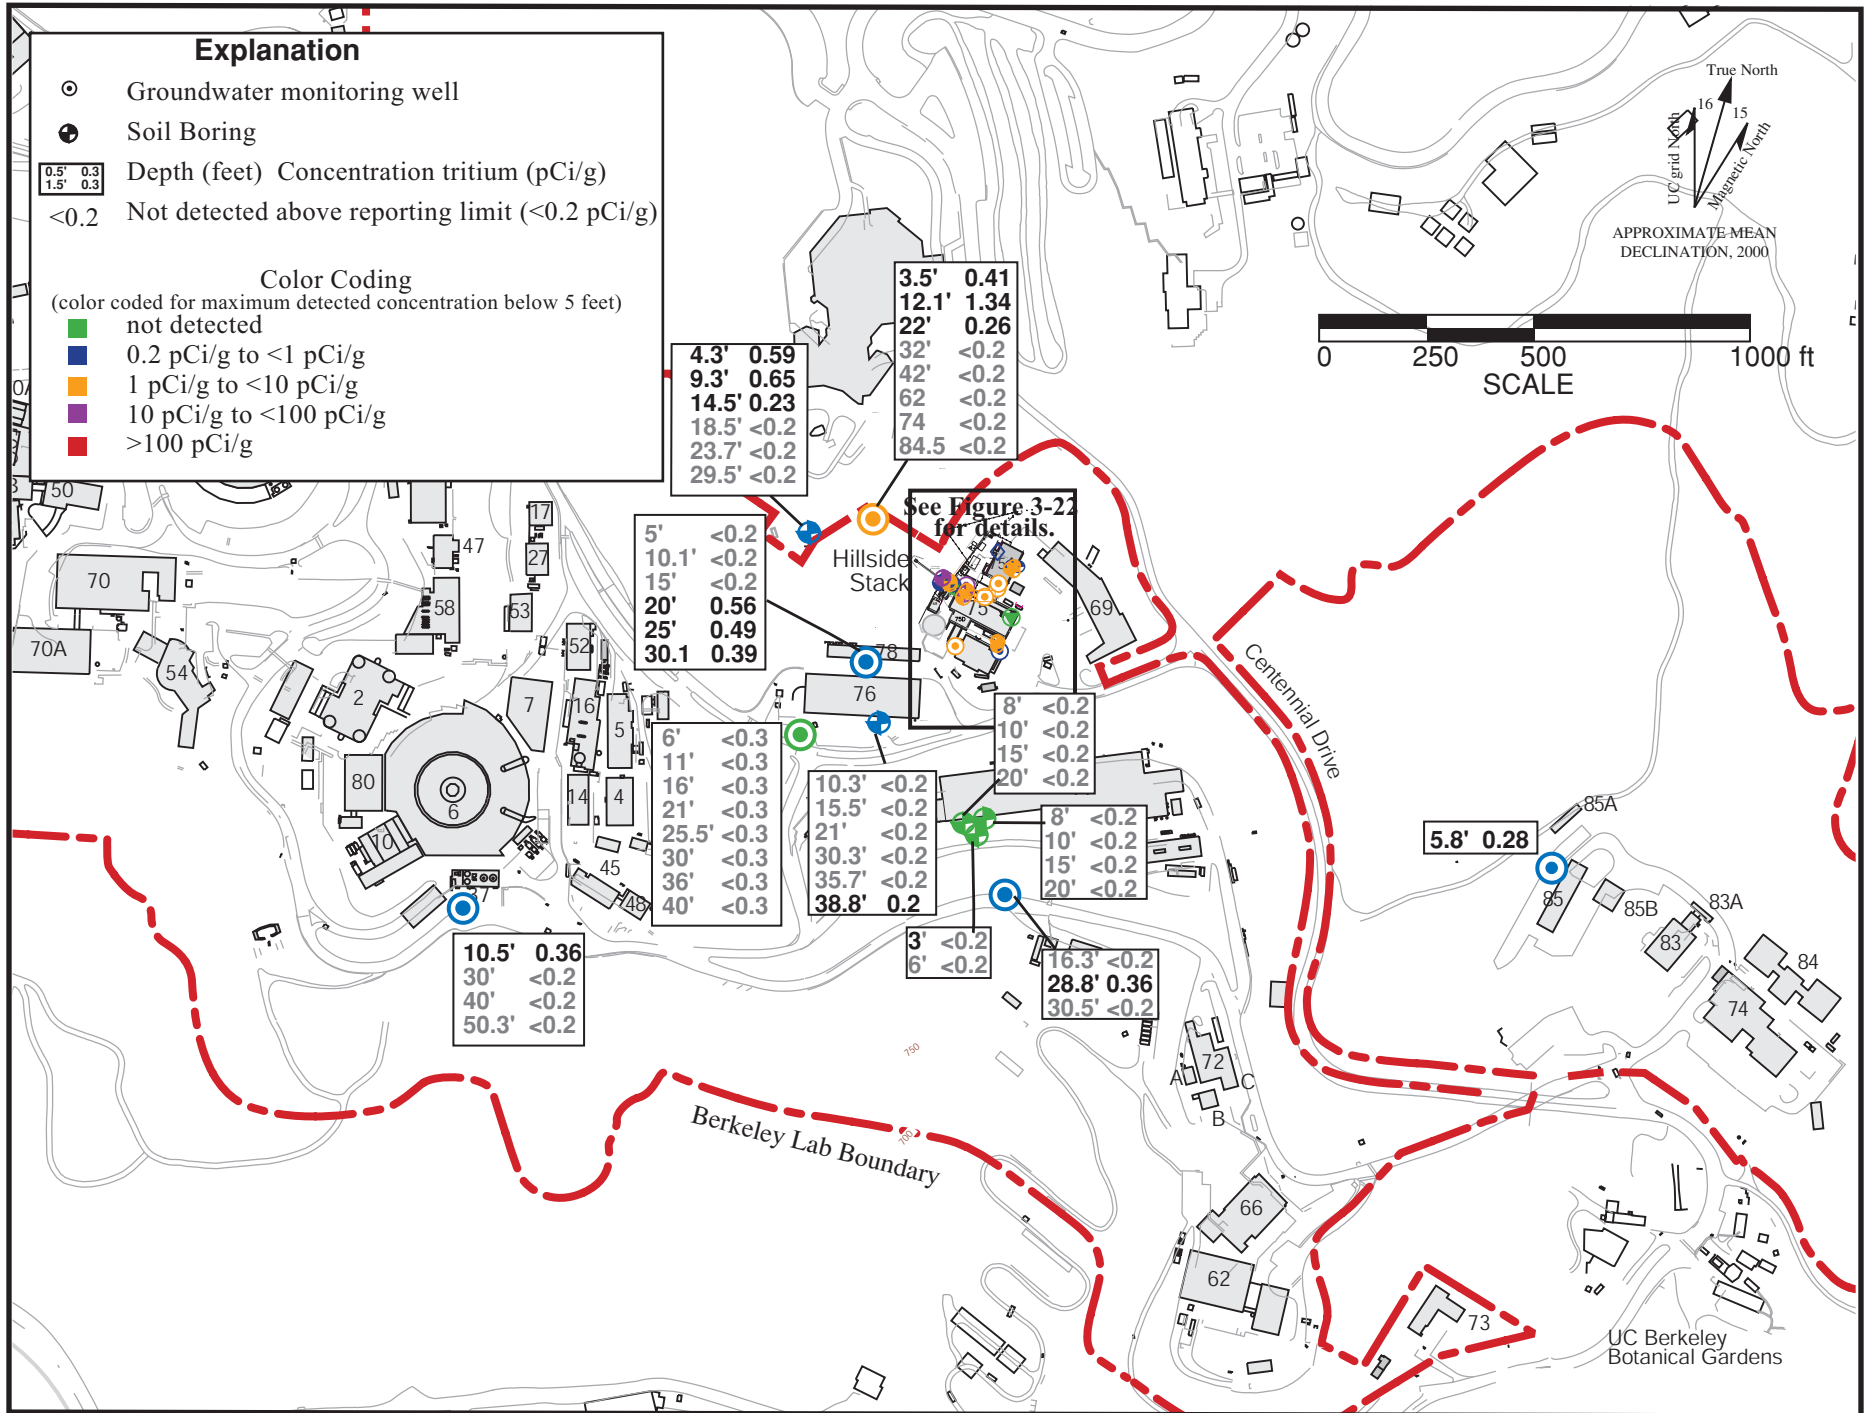 Explanation
Groundwater monitoring well
Soil Boring
0.5' 0.3
1.5' 0.3
Depth (feet) Concentration tritium (pCi/g)
<0.2 Not detected above reporting limit (<0.2 pCi/g)
Color Coding
(color coded for maximum detected concentration below 5 feet)
not detected
0.2 pCi/g to <1 pCi/g
1 pCi/g to <10 pCi/g
10 pCi/g to <100 pCi/g
>100 pCi/g
True North
16
15
UC grid North
Magnetic North
APPROXIMATE MEAN
DECLINATION, 2000
0 250 500 1000 ft
SCALE
3.5' 0.41
12.1' 1.34
22' 0.26
32' <0.2
42' <0.2
62 <0.2
74 <0.2
84.5 <0.2
4.3' 0.59
9.3' 0.65
14.5' 0.23
18.5' <0.2
23.7' <0.2
29.5' <0.2
See Figure 3-22
for details.
Hillside
Stack
5' <0.2
10.1' <0.2
15' <0.2
20' 0.56
25' 0.49
30.1 0.39
50
17
47
27
70
58
53
70A
54
52
2
7
16
5
80
6
14
4
10
45
48
78
76
69
75
75D
Centennial Drive
8' <0.2
10' <0.2
15' <0.2
20' <0.2
6' <0.3
11' <0.3
16' <0.3
21' <0.3
25.5' <0.3
30' <0.3
36' <0.3
40' <0.3
10.3' <0.2
15.5' <0.2
21' <0.2
30.3' <0.2
35.7' <0.2
38.8' 0.2
8' <0.2
10' <0.2
15' <0.2
20' <0.2
5.8' 0.28
85A
85
85B
83A
83
84
74
3' <0.2
6' <0.2
16.3' <0.2
28.8' 0.36
30.5' <0.2
10.5' 0.36
30' <0.2
40' <0.2
50.3' <0.2
750
700
72
A
C
B
Berkeley Lab Boundary
66
62
73
UC Berkeley
Botanical Gardens